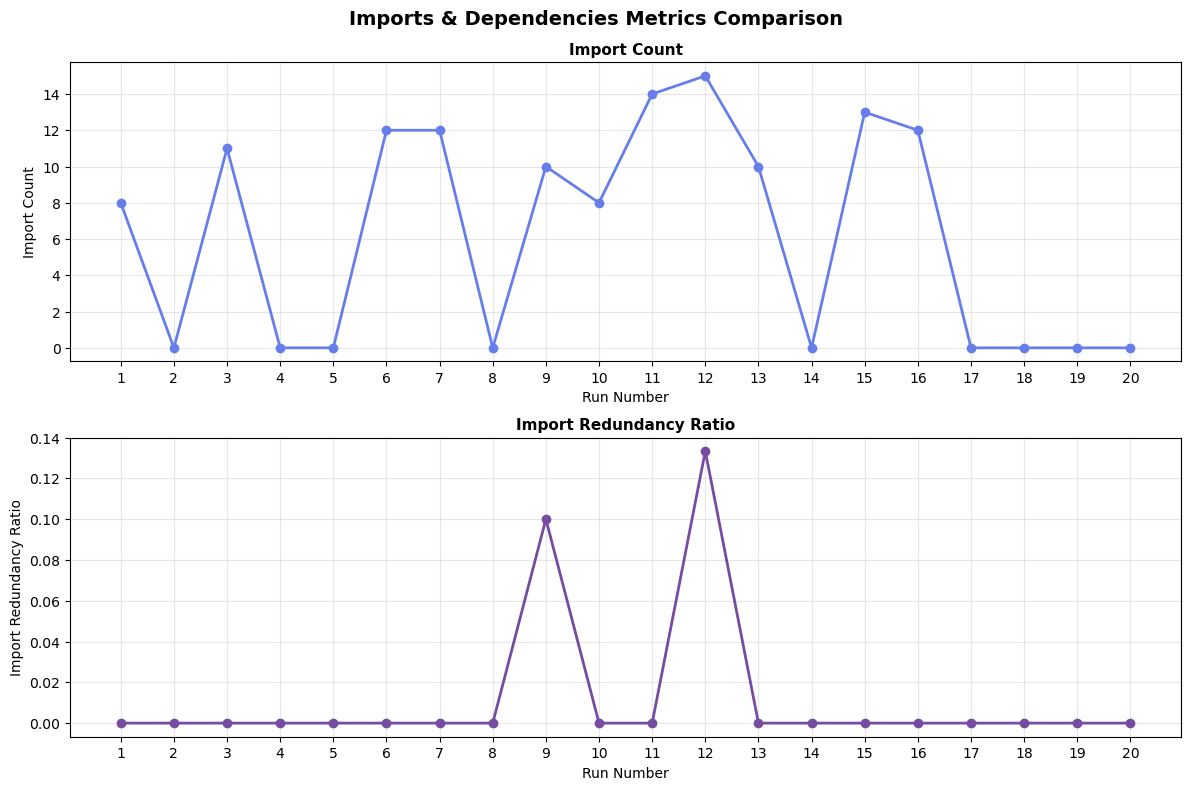 Imports & Dependencies Metrics Comparison
Import Count
Import Count
14
12
10
8
6
4
2
0
1 2 3 4 5 6 7 8 9 10 11 12 13 14 15 16 17 18 19 20
Run Number
Import Redundancy Ratio
Import Redundancy Ratio
0.14
0.12
0.10
0.08
0.06
0.04
0.02
0.00
1 2 3 4 5 6 7 8 9 10 11 12 13 14 15 16 17 18 19 20
Run Number